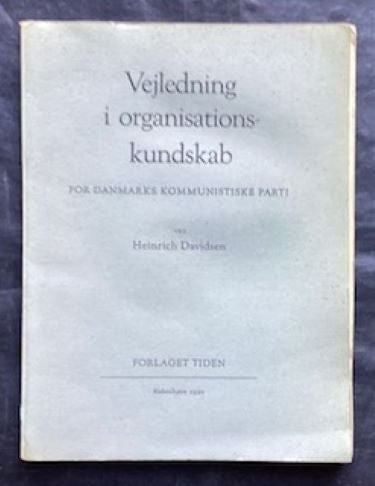 Vejledning
i organisations-
kundskab
FOR DANMARKS KOMMUNISTISKE PARTI
ved
Heinrich Davidsen
FORLAGET TIDEN
København